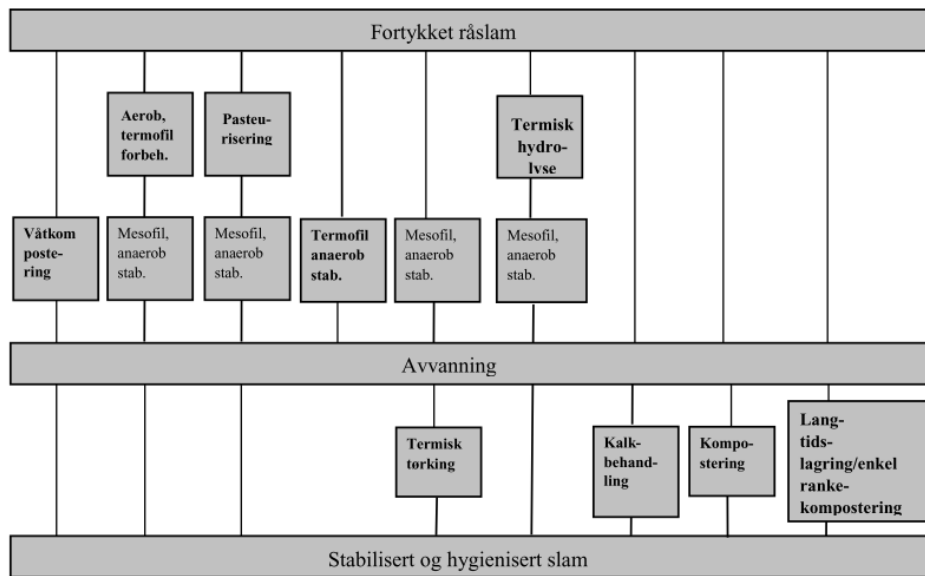 Fortykket råslam
Aerob,
termofil
forbeh.
Pasteu-
risering
Termisk
hydro-
lyse
Våtkom
poste-
ring
Mesofil,
anaerob
stab.
Mesofil,
anaerob
stab.
Termofil
anaerob
stab.
Mesofil,
anaerob
stab.
Mesofil,
anaerob
stab.
Avvanning
Termisk
tørking
Kalk-
behand-
ling
Kompo-
stering
Lang-
tids-
lagring/enkel
ranke-
kompostering
Stabilisert og hygienisert slam